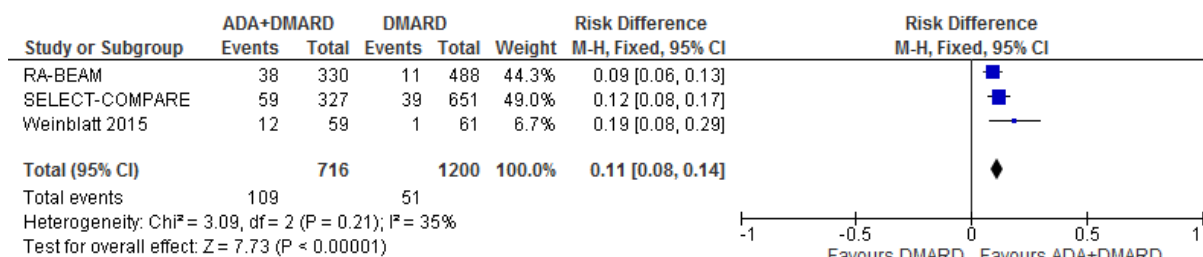 ADA+DMARD DMARD Risk Difference Risk Difference
Study or Subgroup Events Total Events Total Weight M-H, Fixed, 95% CI M-H, Fixed, 95% CI
RA-BEAM 38 330 11 488 44.3% 0.09 [0.06, 0.13]
SELECT-COMPARE 59 327 39 651 49.0% 0.12 [0.08, 0.17]
Weinblatt 2015 12 59 1 61 6.7% 0.19 [0.08, 0.29]
Total (95% CI) 716 1200 100.0% 0.11 [0.08, 0.14]
Total events 109 51
Heterogeneity: Chi² = 3.09, df = 2 (P = 0.21); I² = 35%
Test for overall effect: Z = 7.73 (P < 0.00001)
-1 -0.5 0 0.5 1
Favours DMARD Favours ADA+DMARD